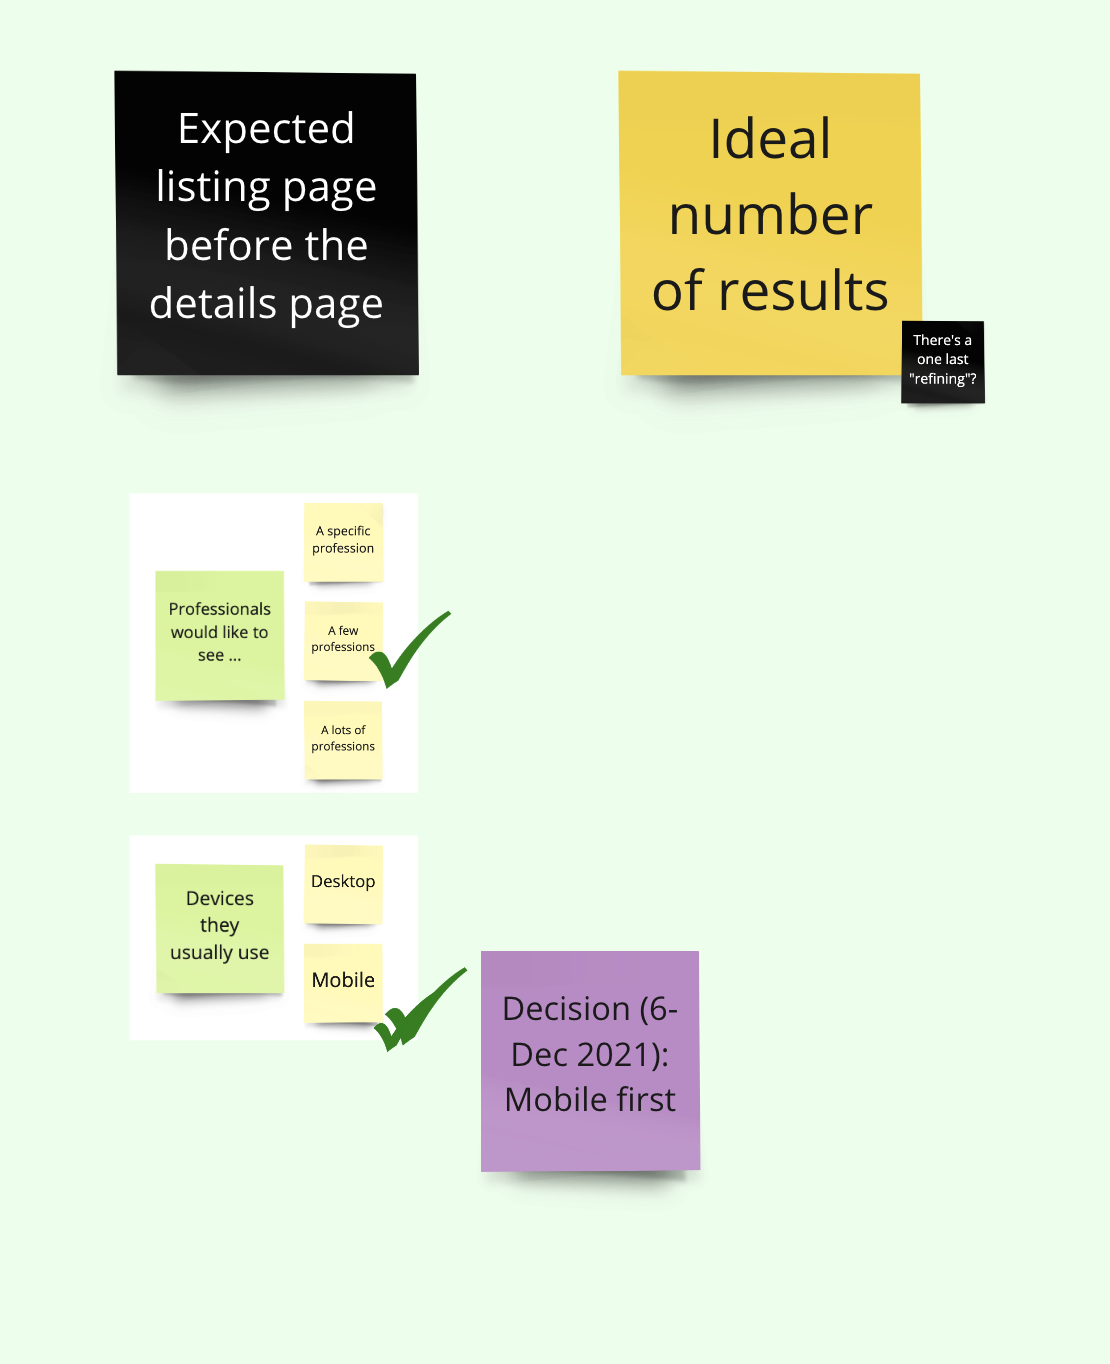 Expected
listing page
before the
details page
Ideal
number
of results
There's a
one last
"refining"?
Professionals
would like to
see ...
A specific
profession
A few
professions
A lots of
professions
Devices
they
usually use
Desktop
Mobile
Decision (6-
Dec 2021):
Mobile first